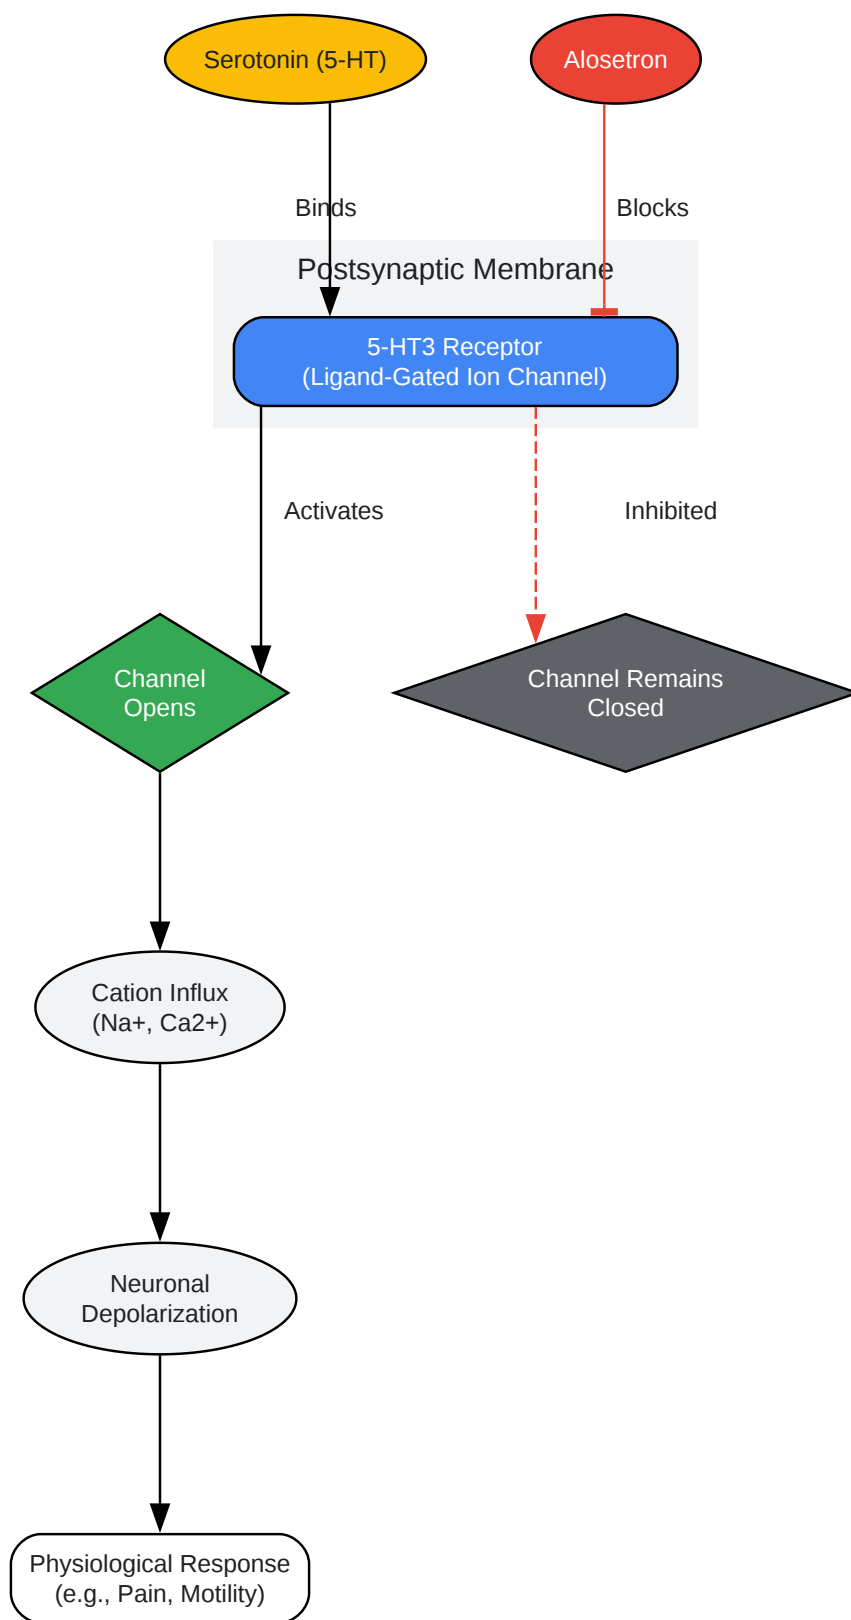 Serotonin (5-HT)
Alosetron
Binds
Blocks
Postsynaptic Membrane
5-HT3 Receptor
(Ligand-Gated Ion Channel)
Activates
Inhibited
Channel
Opens
Channel Remains
Closed
Cation Influx
(Na+, Ca2+)
Neuronal
Depolarization
Physiological Response
(e.g., Pain, Motility)